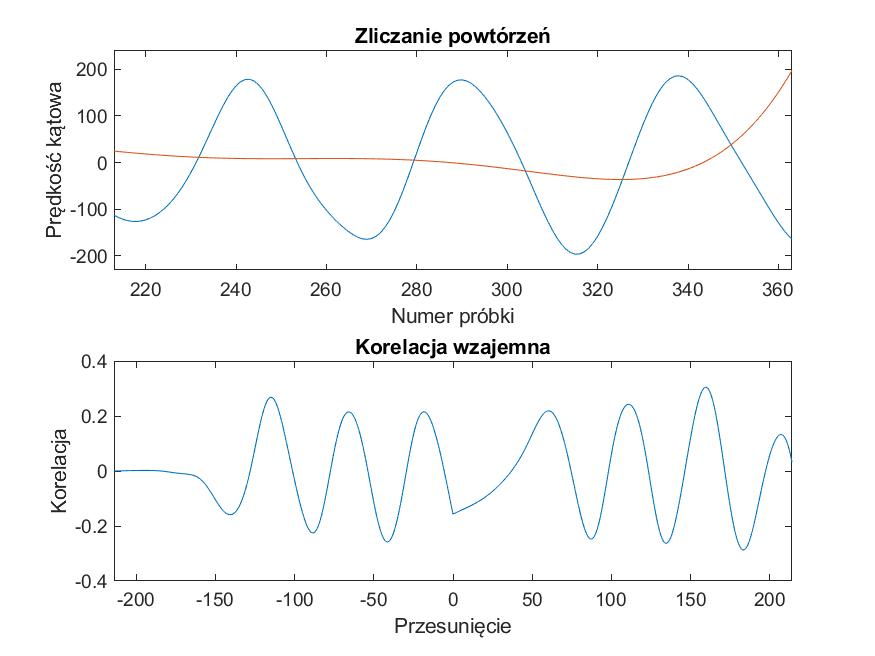 Zliczanie powtórzeń
Prędkość kątowa
200
100
0
-100
-200
220 240 260 280 300 320 340 360
Numer próbki
Korelacja wzajemna
Korelacja
0.4
0.2
0
-0.2
-0.4
-200 -150 -100 -50 0 50 100 150 200
Przesunięcie